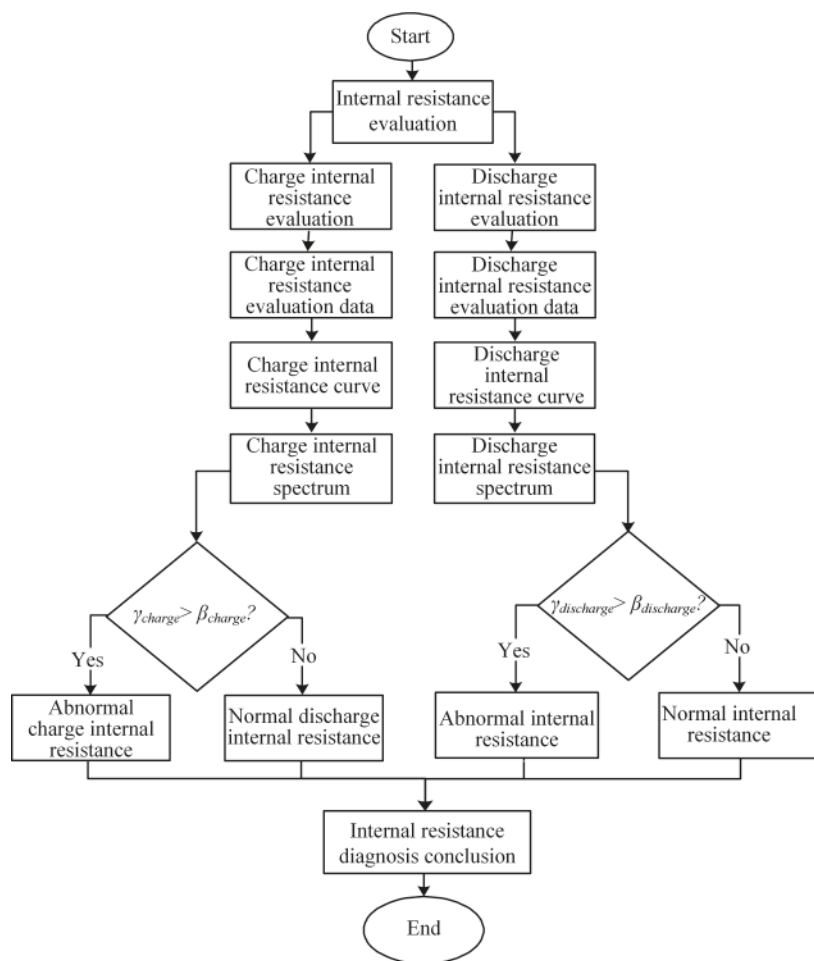 Start
Internal resistance
evaluation
Charge internal
resistance
evaluation
Discharge
internal resistance
evaluation
Charge internal
resistance
evaluation data
Discharge
internal resistance
evaluation data
Charge internal
resistance curve
Discharge
internal
resistance curve
Charge internal
resistance
spectrum
Discharge
internal resistance
spectrum
γcharge> βcharge?
γdischarge> βdischarge?
Yes
No
Yes
No
Abnormal
charge internal
resistance
Normal discharge
internal resistance
Abnormal internal
resistance
Normal internal
resistance
Internal resistance
diagnosis conclusion
End